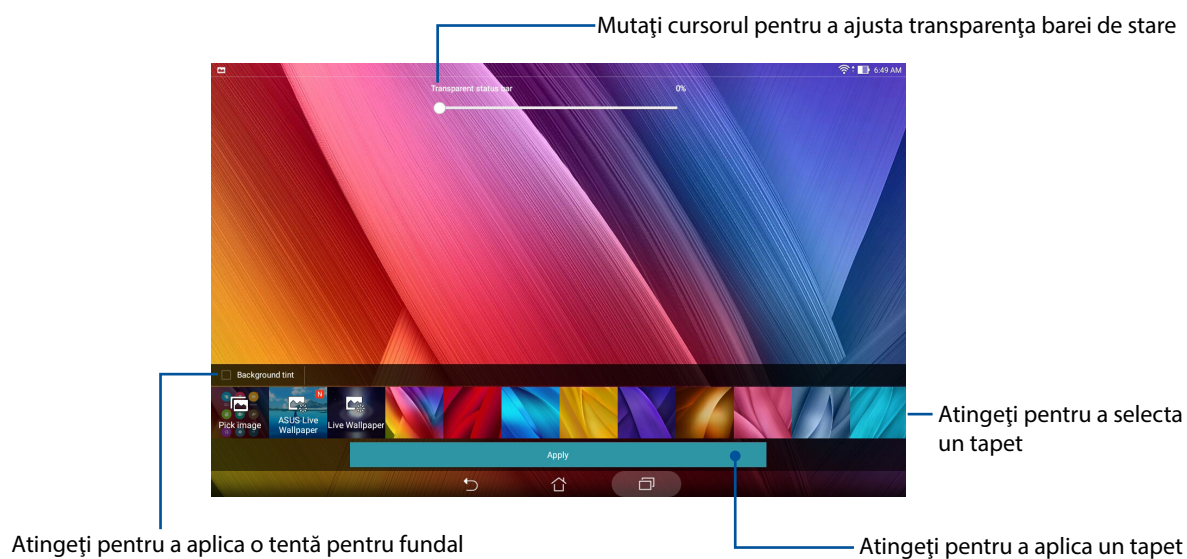 Mutaţi cursorul pentru a ajusta transparenţa barei de stare
6:49 AM
Transparent status bar 0%
Background tint
Pick image
ASUS Live
Wallpaper
N
Live Wallpaper
Atingeţi pentru a selecta
un tapet
Apply
Atingeţi pentru a aplica o tentă pentru fundal
Atingeţi pentru a aplica un tapet